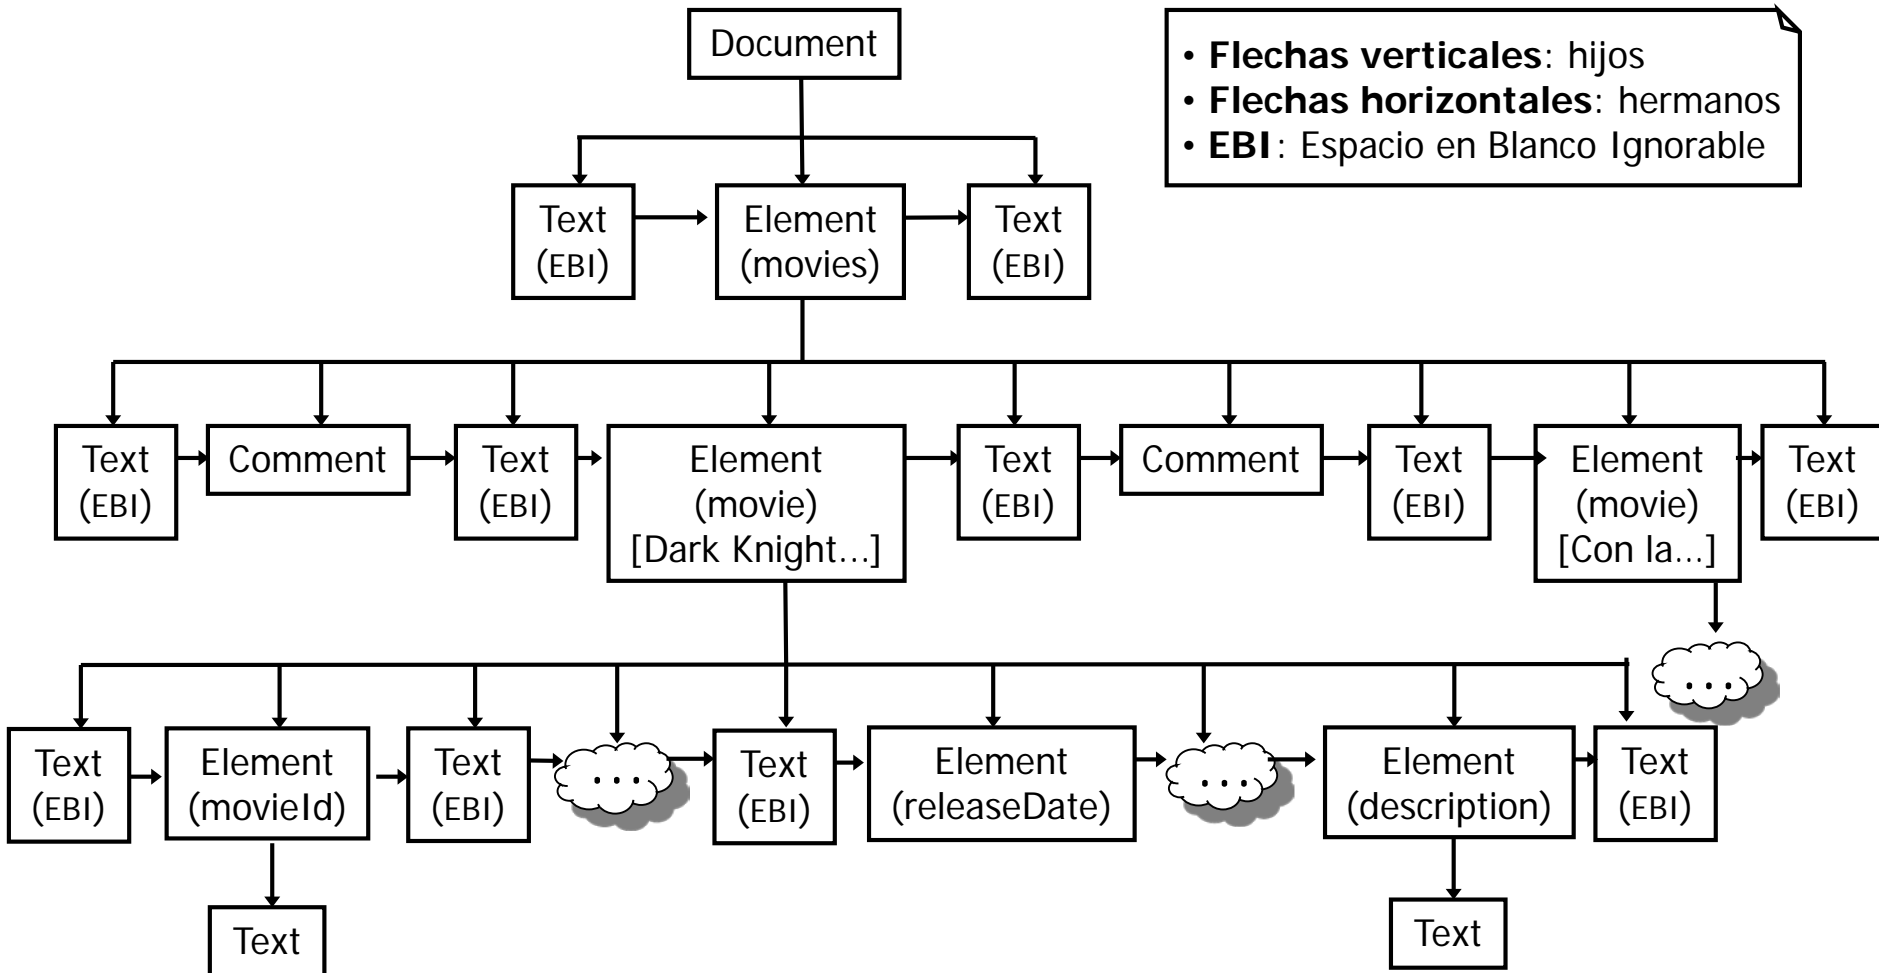 Document
• Flechas verticales: hijos
• Flechas horizontales: hermanos
• EBI: Espacio en Blanco Ignorable
Text
(EBI)
Element
(movies)
Text
(EBI)
Text
(EBI)
Comment
Text
(EBI)
Element
(movie)
[Dark Knight...]
Text
(EBI)
Comment
Text
(EBI)
Element
(movie)
[Con la...]
Text
(EBI)
...
Text
(EBI)
Element
(movieId)
Text
(EBI)
...
Text
(EBI)
Element
(releaseDate)
...
Element
(description)
Text
(EBI)
Text
Text